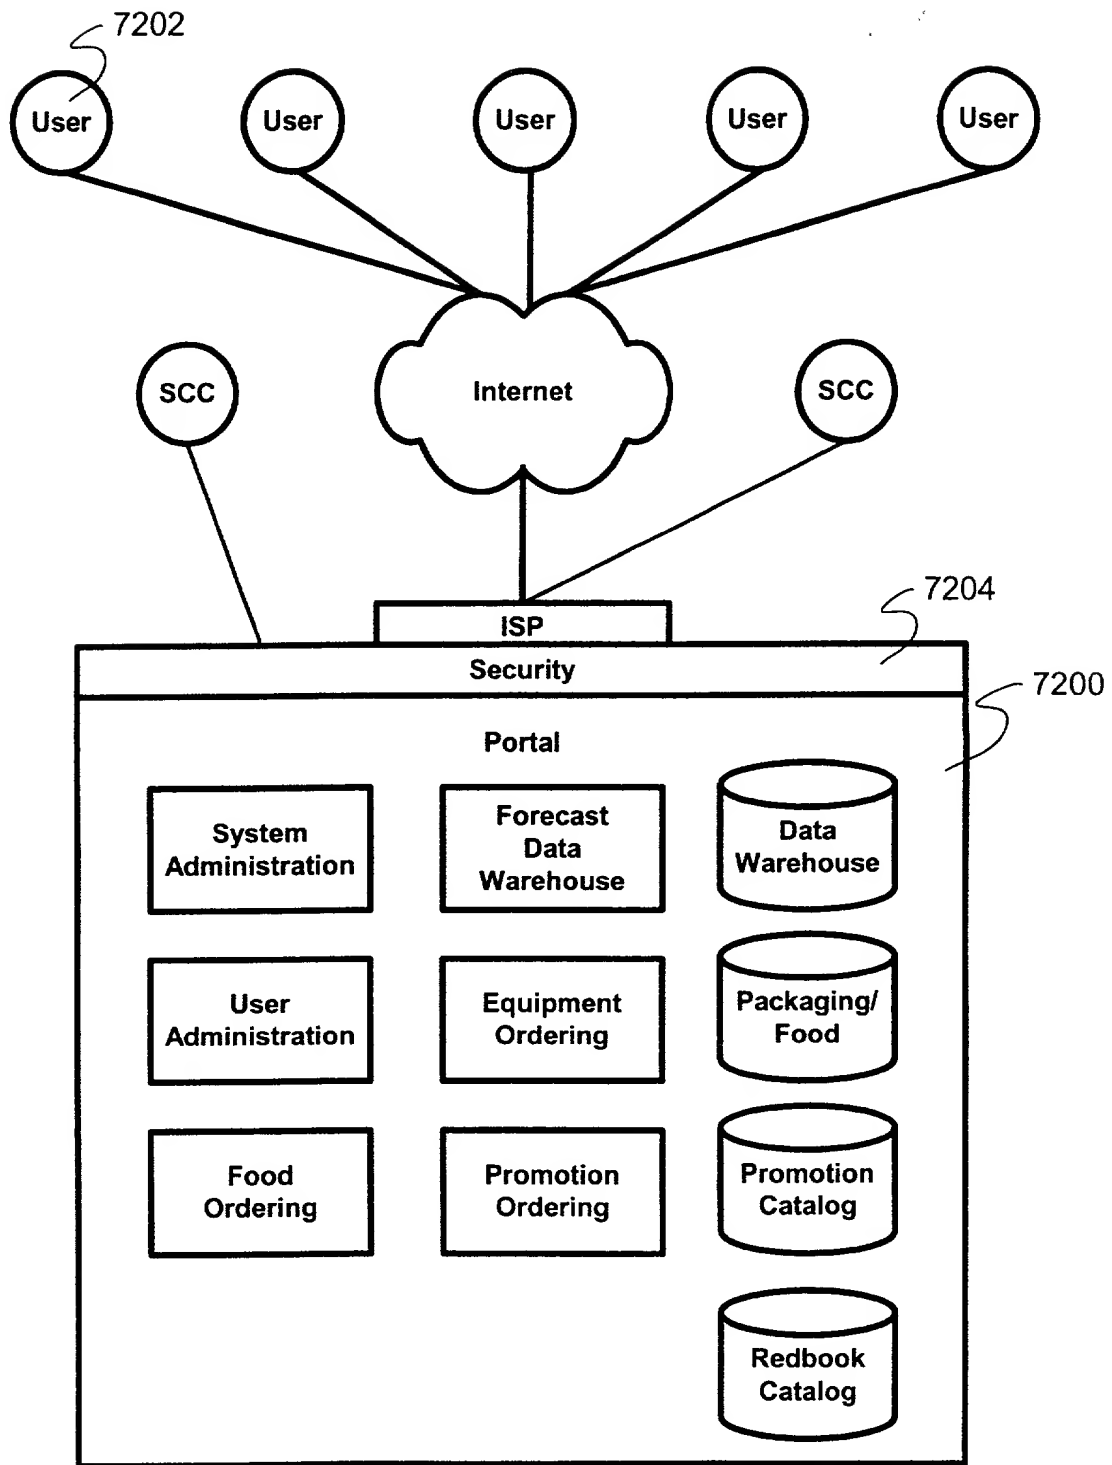 7202
User
User
User
User
User
SCC
Internet
SCC
7204
ISP
Security
7200
Portal
System
Administration
Forecast
Data
Warehouse
Data
Warehouse
User
Administration
Equipment
Ordering
Packaging/
Food
Food
Ordering
Promotion
Ordering
Promotion
Catalog
Redbook
Catalog